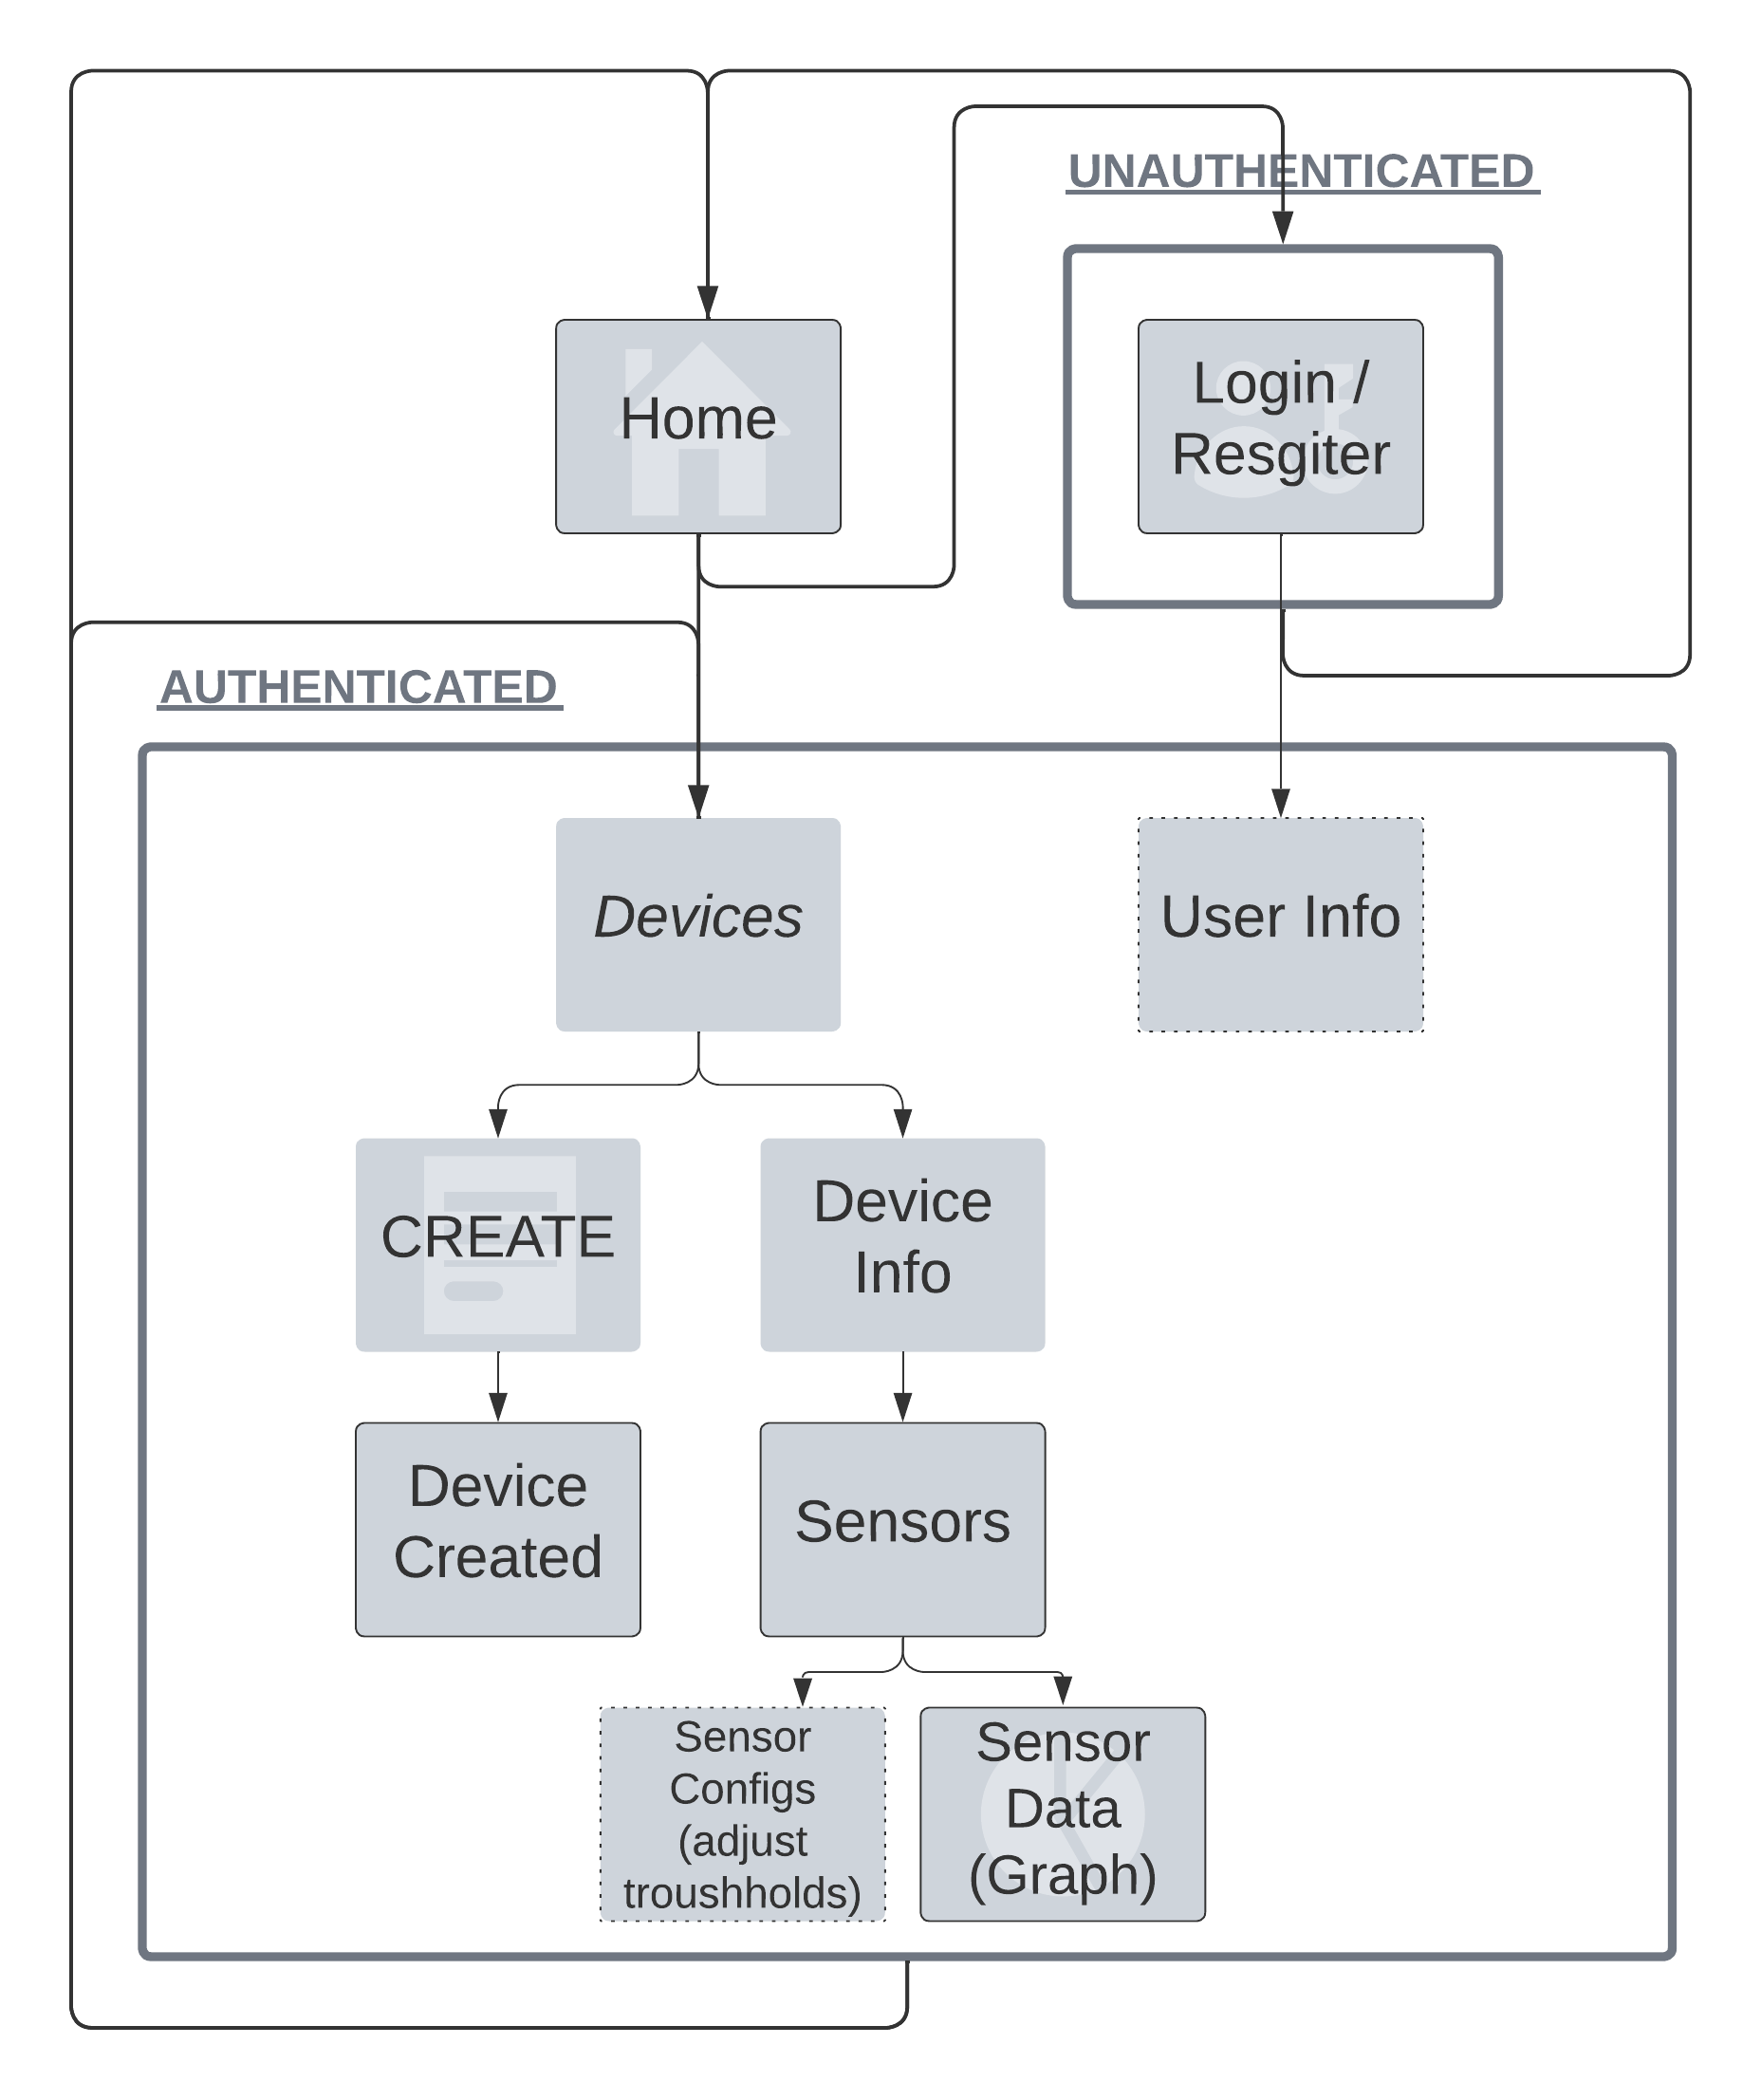 UNAUTHENTICATED
Home
Login /
Resgiter
AUTHENTICATED
Devices
User Info
CREATE
Device
Info
Device
Created
Sensors
Sensor
Configs
(adjust
troushholds)
Sensor
Data
(Graph)